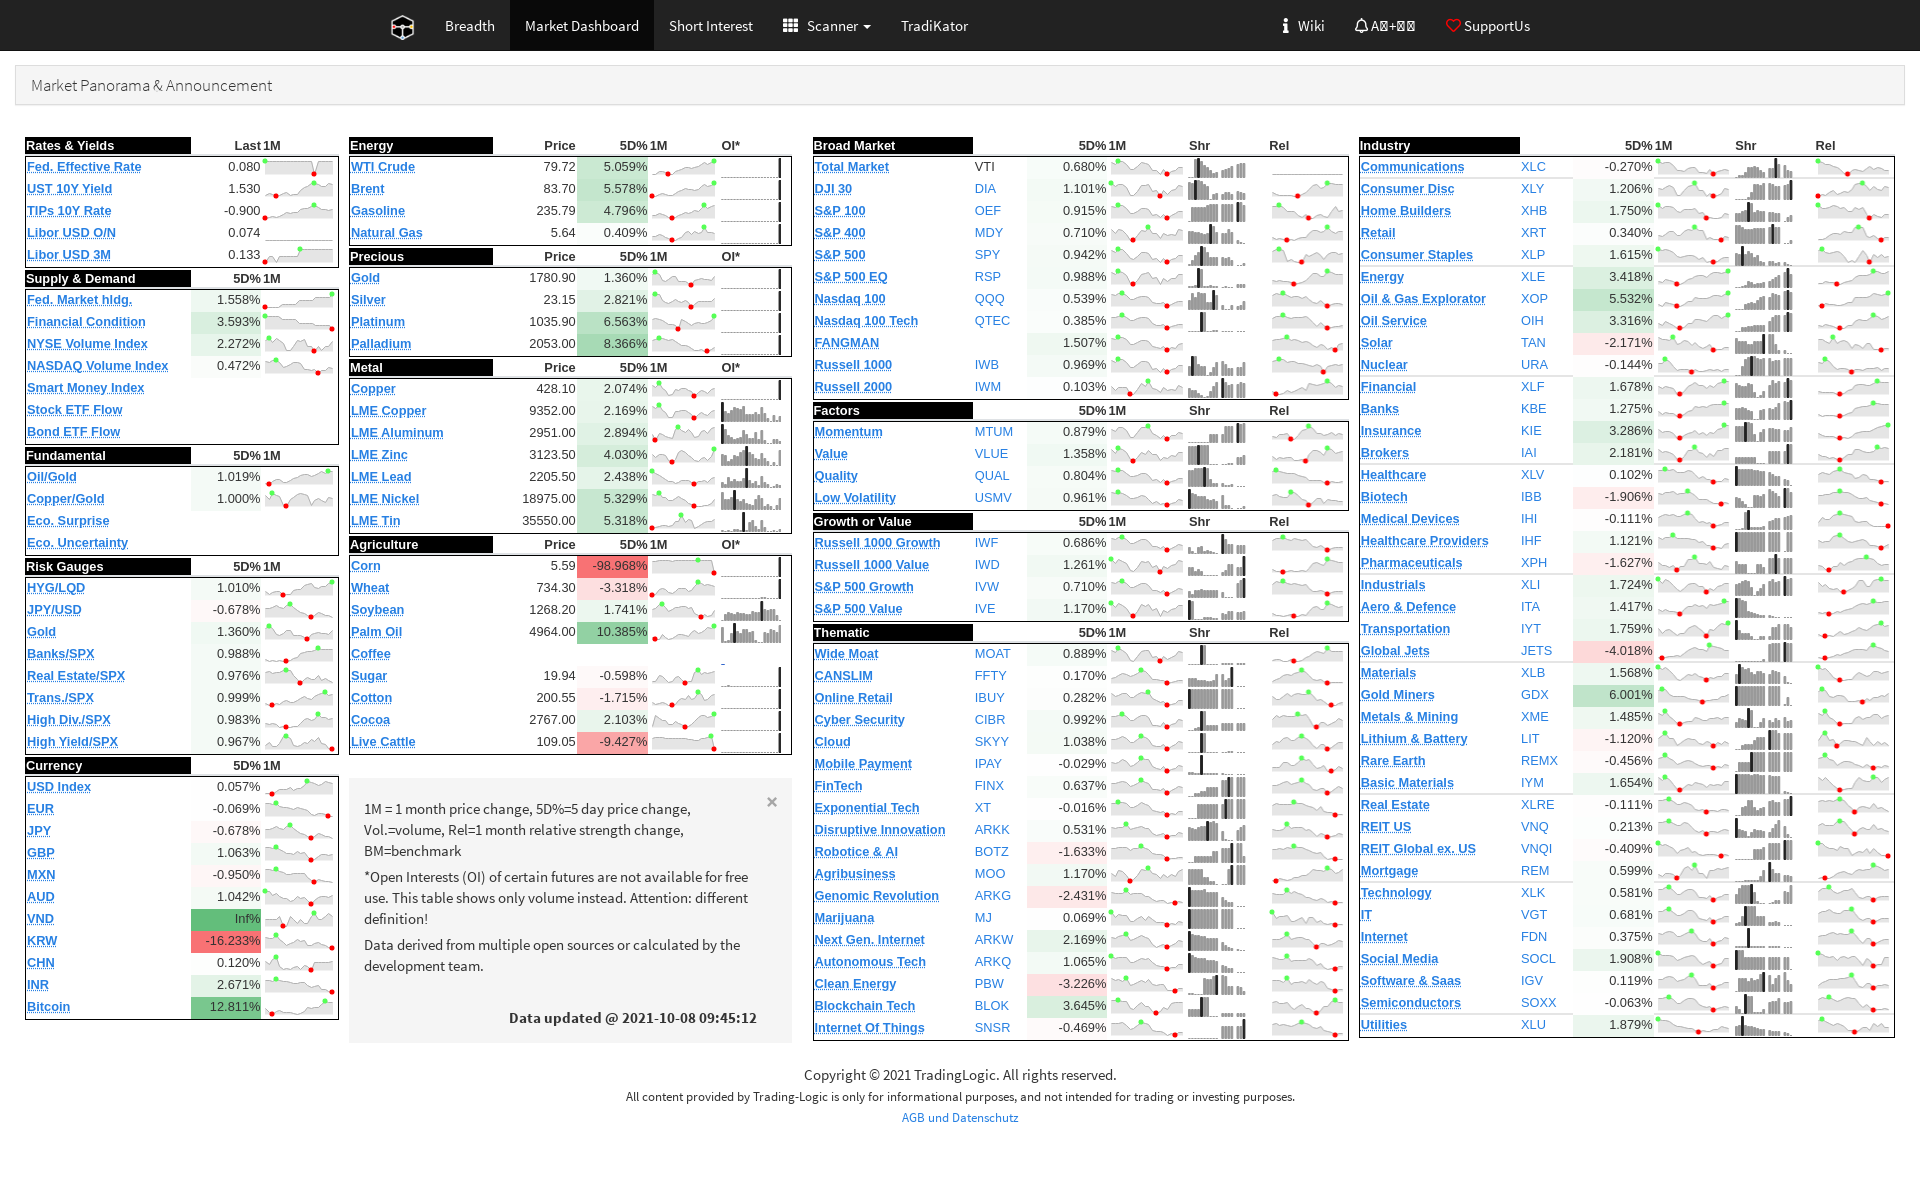 Breadth Market Dashboard Short Interest Scanner TradiKator Wiki SupportUs
Market Panorama & Announcement
Rates & Yields Last 1M
Fed. Effective Rate 0.080
UST 10Y Yield 1.530
TIPs 10Y Rate -0.900
Libor USD O/N 0.074
Libor USD 3M 0.133
Supply & Demand 5D% 1M
Fed. Market hldg. 1.558%
Financial Condition 3.593%
NYSE Volume Index 2.272%
NASDAQ Volume Index 0.472%
Smart Money Index
Stock ETF Flow
Bond ETF Flow
Fundamental 5D% 1M
Oil/Gold 1.019%
Copper/Gold 1.000%
Eco. Surprise
Eco. Uncertainty
Risk Gauges 5D% 1M
HYG/LQD 1.010%
JPY/USD -0.678%
Gold 1.360%
Banks/SPX 0.988%
Real Estate/SPX 0.976%
Trans./SPX 0.999%
High Div./SPX 0.983%
High Yield/SPX 0.967%
Currency 5D% 1M
USD Index 0.057%
EUR -0.069%
JPY -0.678%
GBP 1.063%
MXN -0.950%
AUD 1.042%
VND Inf%
KRW -16.233%
CHN 0.120%
INR 2.671%
Bitcoin 12.811%
Energy Price 5D% 1M OI*
WTI Crude 79.72 5.059%
Brent 83.70 5.578%
Gasoline 235.79 4.796%
Natural Gas 5.64 0.409%
Precious Price 5D% 1M OI*
Gold 1780.90 1.360%
Silver 23.15 2.821%
Platinum 1035.90 6.563%
Palladium 2053.00 8.366%
Metal Price 5D% 1M OI*
Copper 428.10 2.074%
LME Copper 9352.00 2.169%
LME Aluminum 2951.00 2.894%
LME Zinc 3123.50 4.030%
LME Lead 2205.50 2.438%
LME Nickel 18975.00 5.329%
LME Tin 35550.00 5.318%
Agriculture Price 5D% 1M OI*
Corn 5.59 -98.968%
Wheat 734.30 -3.318%
Soybean 1268.20 1.741%
Palm Oil 4964.00 10.385%
Coffee
Sugar 19.94 -0.598%
Cotton 200.55 -1.715%
Cocoa 2767.00 2.103%
Live Cattle 109.05 -9.427%
×
1M = 1 month price change, 5D%=5 day price change,
Vol.=volume, Rel=1 month relative strength change,
BM=benchmark
*Open Interests (OI) of certain futures are not available for free
use. This table shows only volume instead. Attention: different
definition!
Data derived from multiple open sources or calculated by the
development team.
Data updated @ 2021-10-08 09:45:12
Broad Market 5D% 1M Shr Rel
Total Market VTI 0.680%
DJI 30 DIA 1.101%
S&P 100 OEF 0.915%
S&P 400 MDY 0.710%
S&P 500 SPY 0.942%
S&P 500 EQ RSP 0.988%
Nasdaq 100 QQQ 0.539%
Nasdaq 100 Tech QTEC 0.385%
FANGMAN 1.507%
Russell 1000 IWB 0.969%
Russell 2000 IWM 0.103%
Factors 5D% 1M Shr Rel
Momentum MTUM 0.879%
Value VLUE 1.358%
Quality QUAL 0.804%
Low Volatility USMV 0.961%
Growth or Value 5D% 1M Shr Rel
Russell 1000 Growth IWF 0.686%
Russell 1000 Value IWD 1.261%
S&P 500 Growth IVW 0.710%
S&P 500 Value IVE 1.170%
Thematic 5D% 1M Shr Rel
Wide Moat MOAT 0.889%
CANSLIM FFTY 0.170%
Online Retail IBUY 0.282%
Cyber Security CIBR 0.992%
Cloud SKYY 1.038%
Mobile Payment IPAY -0.029%
FinTech FINX 0.637%
Exponential Tech XT -0.016%
Disruptive Innovation ARKK 0.531%
Robotice & AI BOTZ -1.633%
Agribusiness MOO 1.170%
Genomic Revolution ARKG -2.431%
Marijuana MJ 0.069%
Next Gen. Internet ARKW 2.169%
Autonomous Tech ARKQ 1.065%
Clean Energy PBW -3.226%
Blockchain Tech BLOK 3.645%
Internet Of Things SNSR -0.469%
Industry 5D% 1M Shr Rel
Communications XLC -0.270%
Consumer Disc XLY 1.206%
Home Builders XHB 1.750%
Retail XRT 0.340%
Consumer Staples XLP 1.615%
Energy XLE 3.418%
Oil & Gas Explorator XOP 5.532%
Oil Service OIH 3.316%
Solar TAN -2.171%
Nuclear URA -0.144%
Financial XLF 1.678%
Banks KBE 1.275%
Insurance KIE 3.286%
Brokers IAI 2.181%
Healthcare XLV 0.102%
Biotech IBB -1.906%
Medical Devices IHI -0.111%
Healthcare Providers IHF 1.121%
Pharmaceuticals XPH -1.627%
Industrials XLI 1.724%
Aero & Defence ITA 1.417%
Transportation IYT 1.759%
Global Jets JETS -4.018%
Materials XLB 1.568%
Gold Miners GDX 6.001%
Metals & Mining XME 1.485%
Lithium & Battery LIT -1.120%
Rare Earth REMX -0.456%
Basic Materials IYM 1.654%
Real Estate XLRE -0.111%
REIT US VNQ 0.213%
REIT Global ex. US VNQI -0.409%
Mortgage REM 0.599%
Technology XLK 0.581%
IT VGT 0.681%
Internet FDN 0.375%
Social Media SOCL 1.908%
Software & Saas IGV 0.119%
Semiconductors SOXX -0.063%
Utilities XLU 1.879%
Copyright © 2021 TradingLogic. All rights reserved.
All content provided by Trading-Logic is only for informational purposes, and not intended for trading or investing purposes.
AGB und Datenschutz